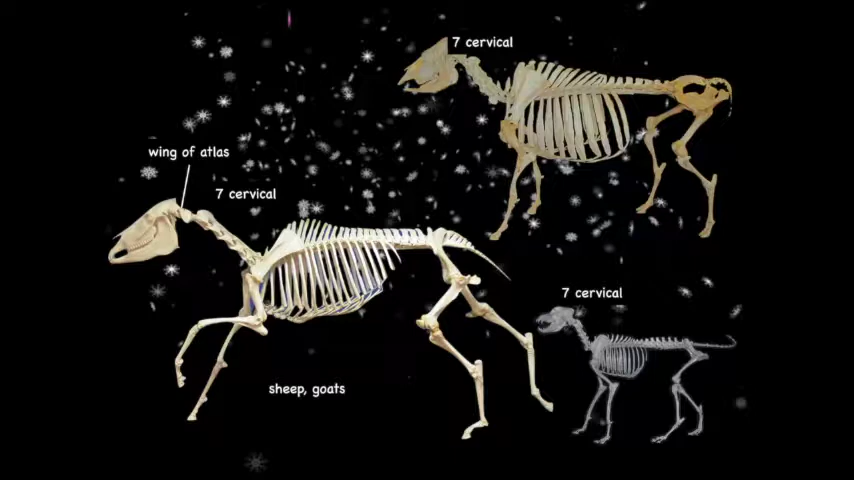 7 cervical
wing of atlas
7 cervical
7 cervical
sheep, goats